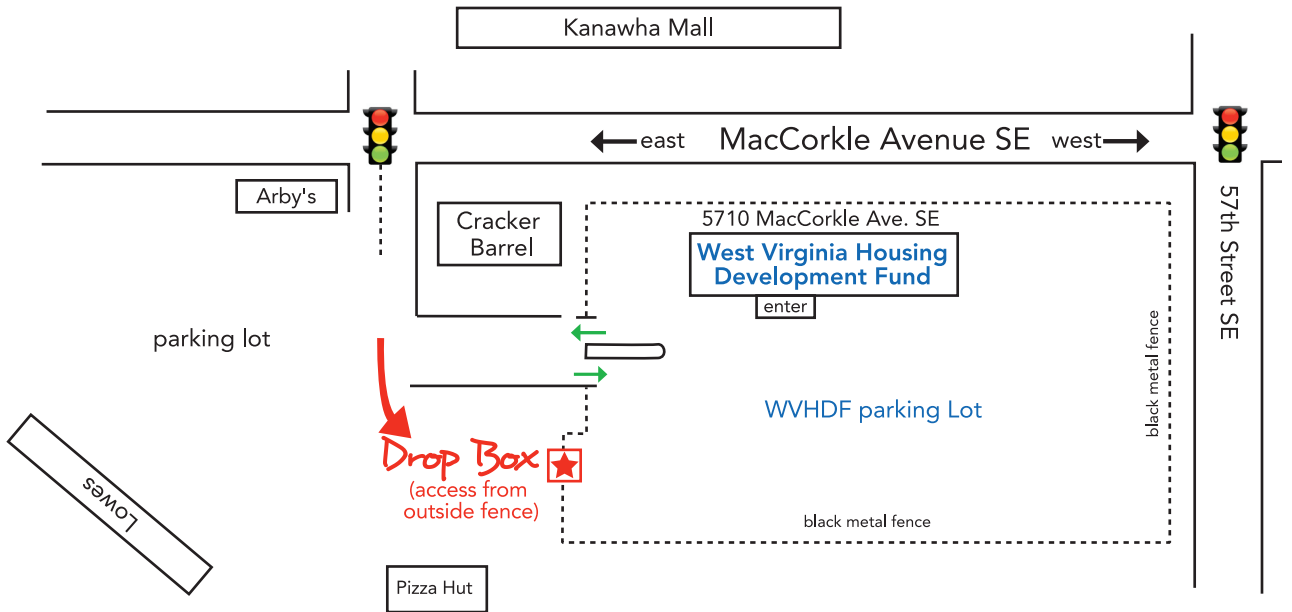 Kanawha Mall
east
MacCorkle Avenue SE
west
Arby's
Cracker
Barrel
5710 MacCorkle Ave. SE
West Virginia Housing
Development Fund
enter
57th Street SE
parking lot
black metal fence
WVHDF parking Lot
Drop Box
(access from
outside fence)
Lowes
black metal fence
Pizza Hut